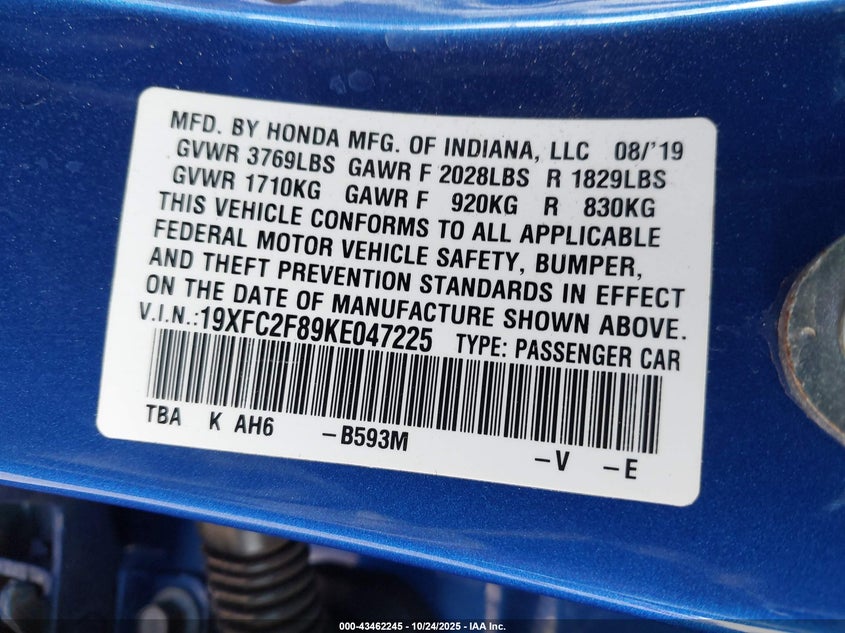 MFD. BY HONDA MFG. OF INDIANA, LLC 08/'19
GVWR 3769LBS GAWR F 2028LBS R 1829LBS
GVWR 1710KG GAWR F 920KG R 830KG
THIS VEHICLE CONFORMS TO ALL APPLICABLE
FEDERAL MOTOR VEHICLE SAFETY, BUMPER,
AND THEFT PREVENTION STANDARDS IN EFFECT
ON THE DATE OF MANUFACTURE SHOWN ABOVE.
V.I.N.:19XFC2F89KE047225 TYPE: PASSENGER CAR
TBA K AH6 -B593M -V -E
000-43462245 - 10/24/2025 - IAA Inc.